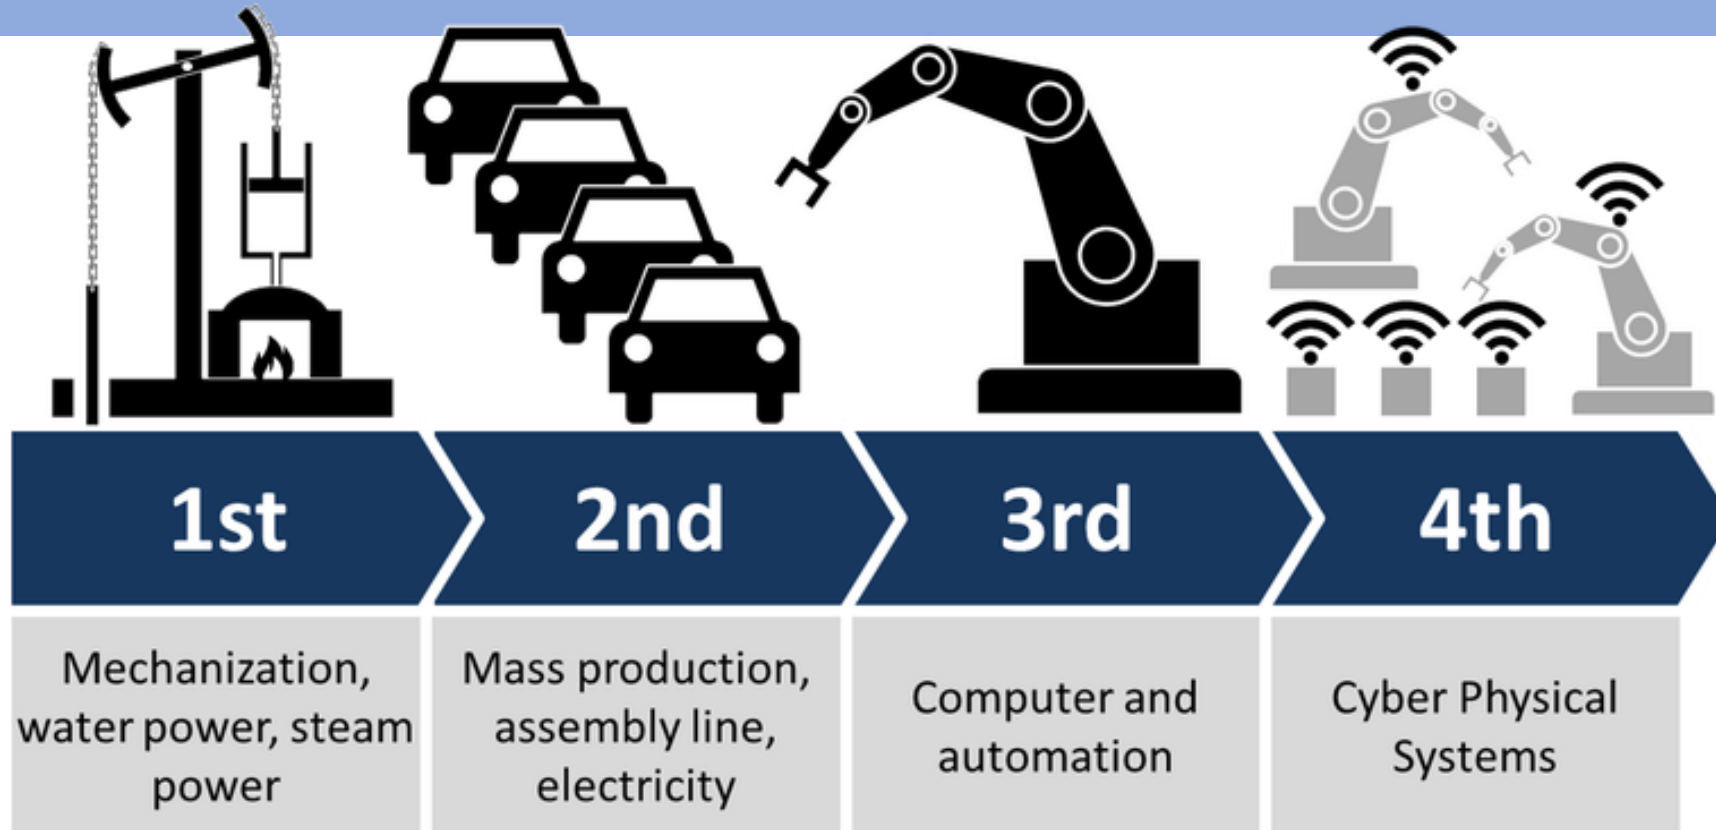 1st
2nd
3rd
4th
Mechanization,
water power, steam
power
Mass production,
assembly line,
electricity
Computer and
automation
Cyber Physical
Systems